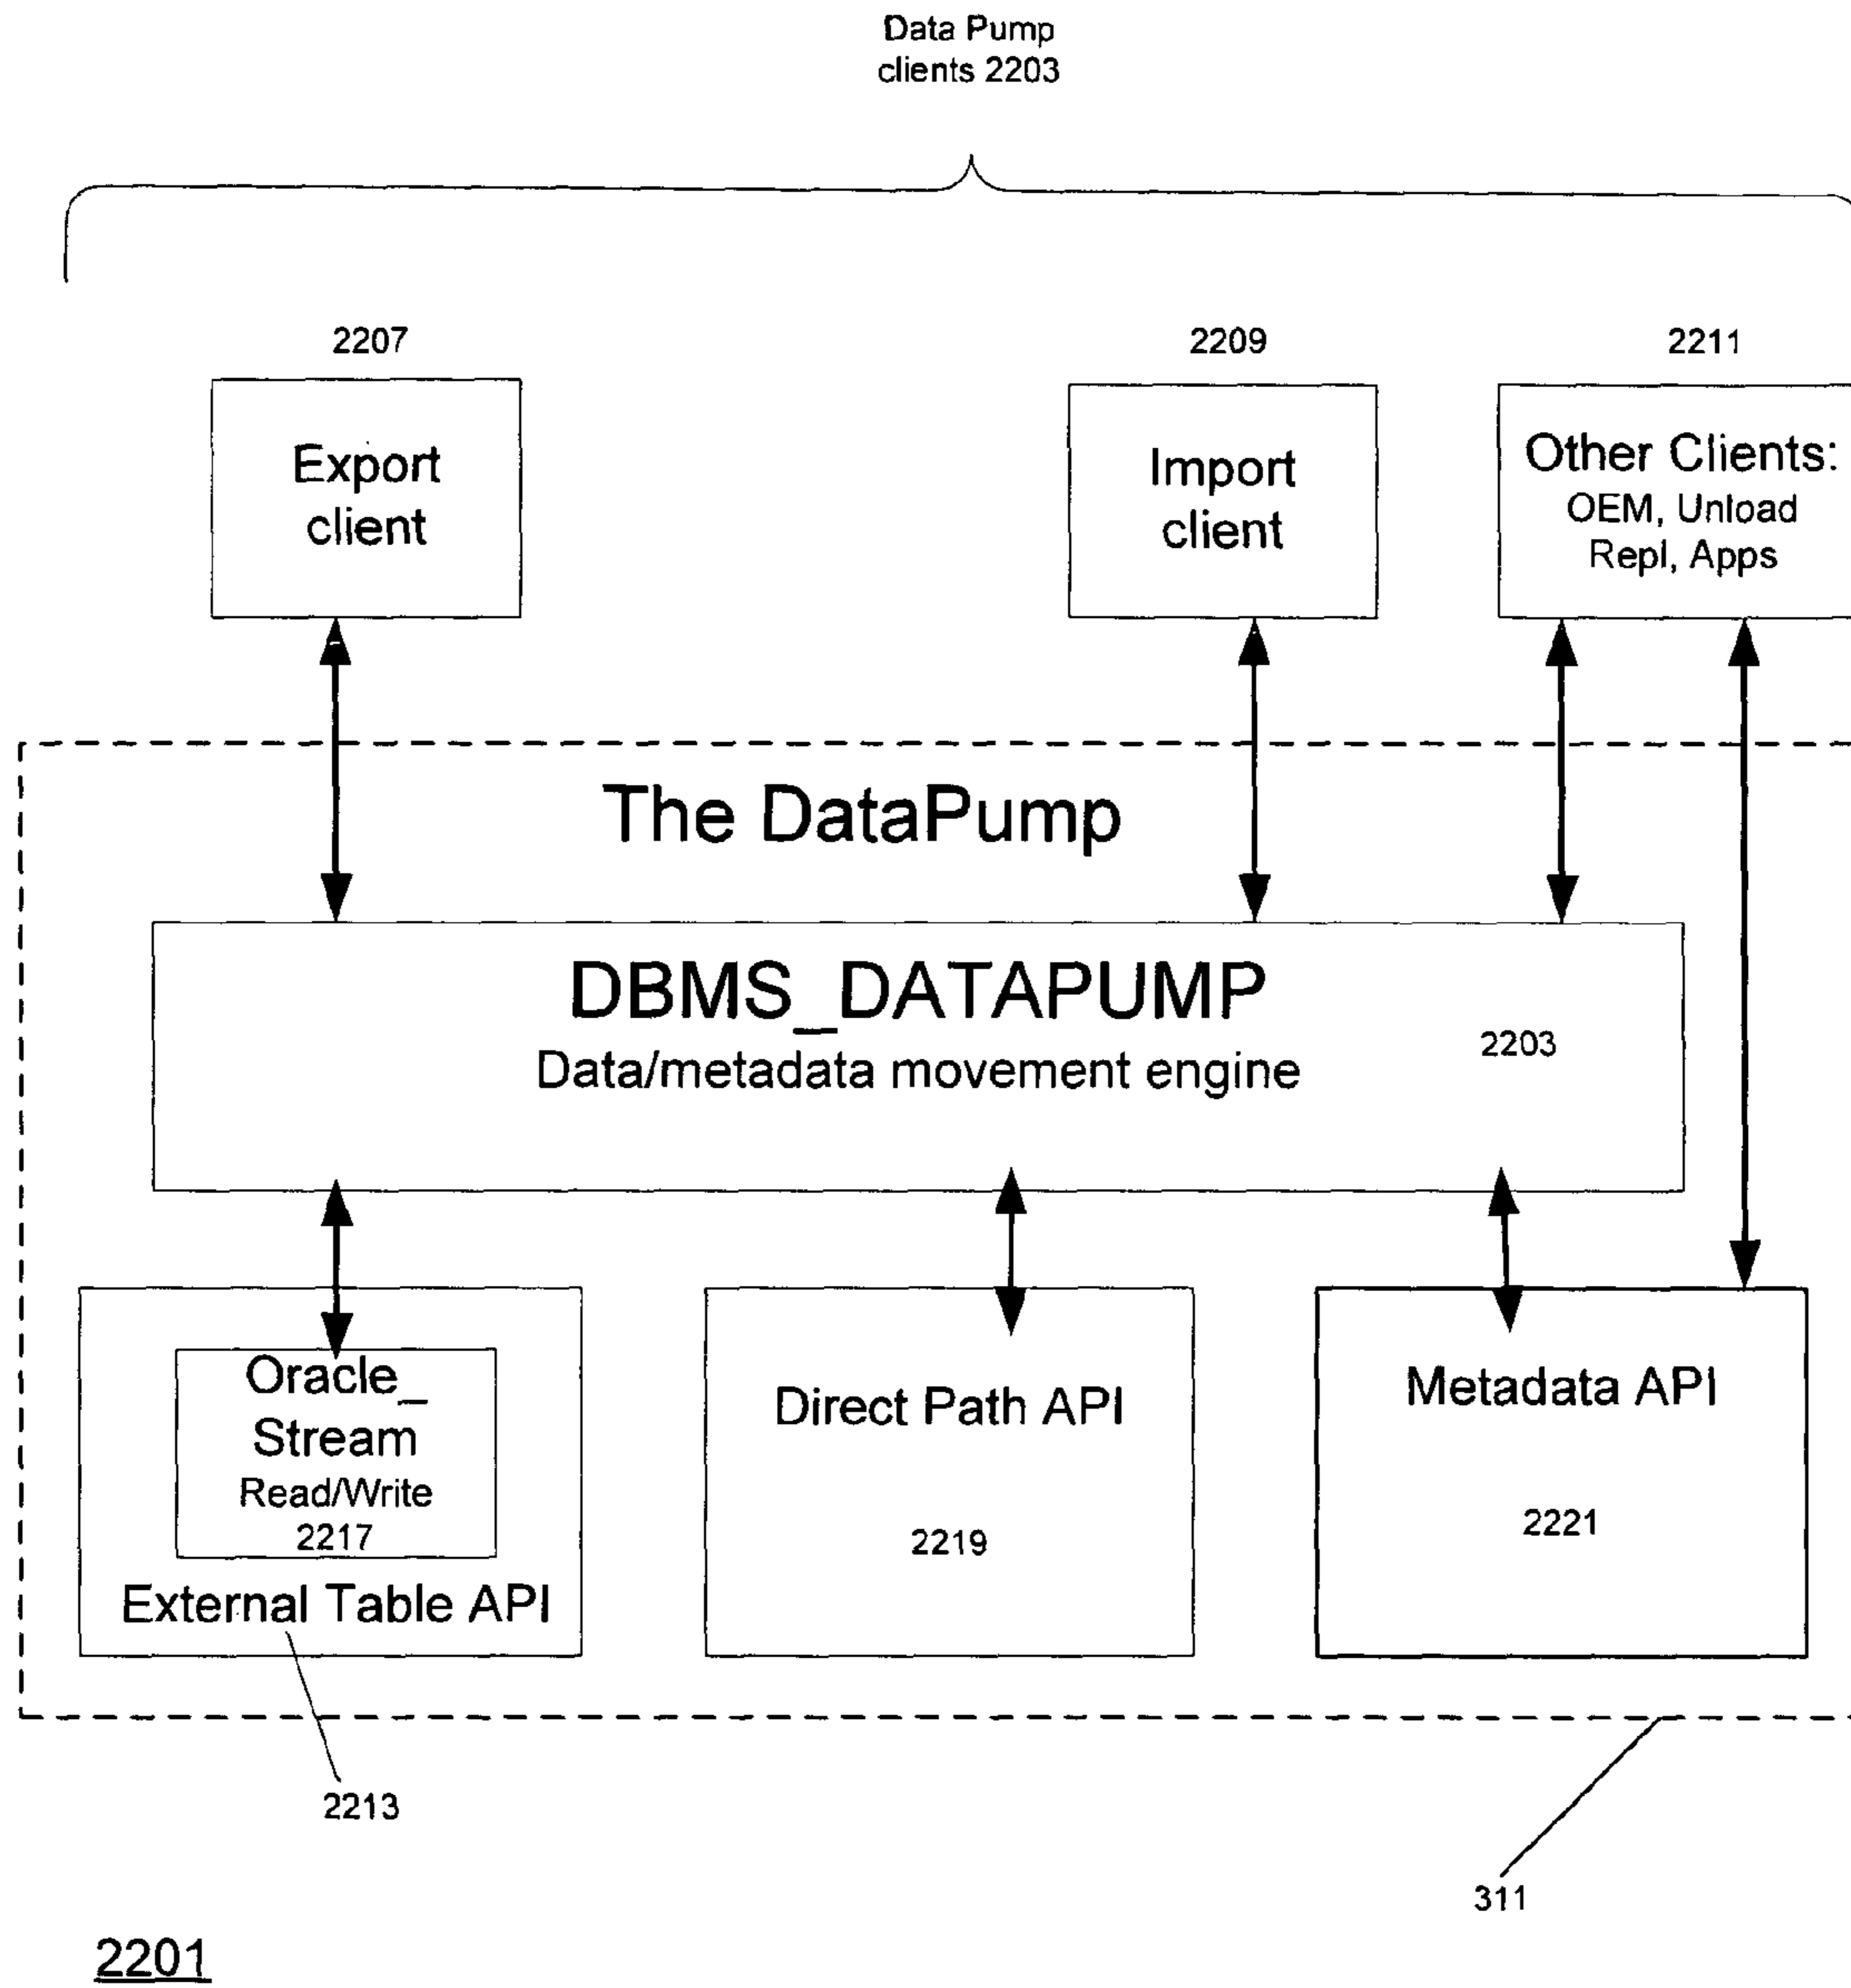 Data Pump
clients 2203
2207
2209
2211
Export
client
Import
client
Other Clients:
OEM, Unload
Repl, Apps
The DataPump
DBMS_DATAPUMP
Data/metadata movement engine
2203
Oracle_
Stream
Read/Write
2217
External Table API
Direct Path API
2219
Metadata API
2221
2213
311
2201